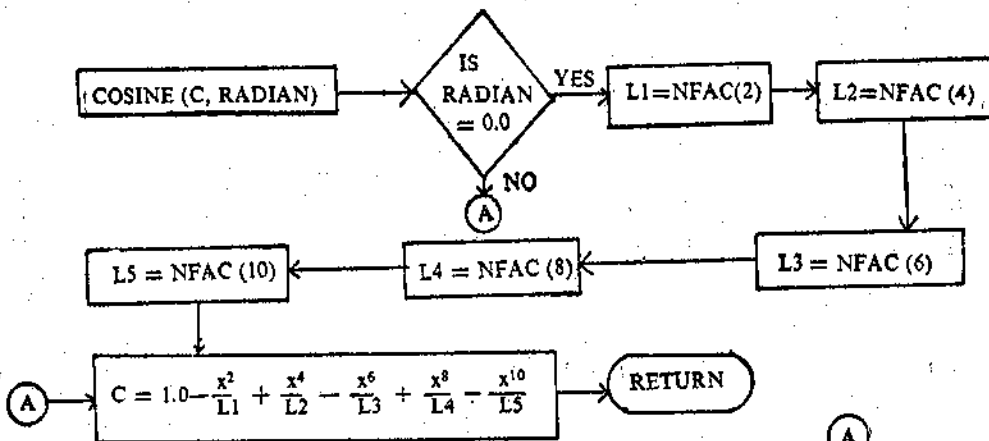 COSINE (C, RADIAN)
IS
RADIAN
= 0.0
YES
L1=NFAC(2)
L2=NFAC (4)
NO
A
L5 = NFAC (10)
L4 = NFAC (8)
L3 = NFAC (6)
A
C = 1.0 - x²/L1 + x⁴/L2 - x⁶/L3 + x⁸/L4 - x¹⁰/L5
RETURN
A